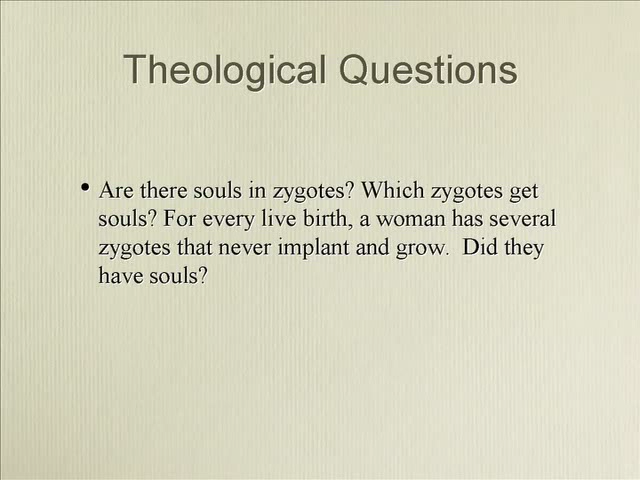 Theological Questions
• Are there souls in zygotes? Which zygotes get
souls? For every live birth, a woman has several
zygotes that never implant and grow.  Did they
have souls?